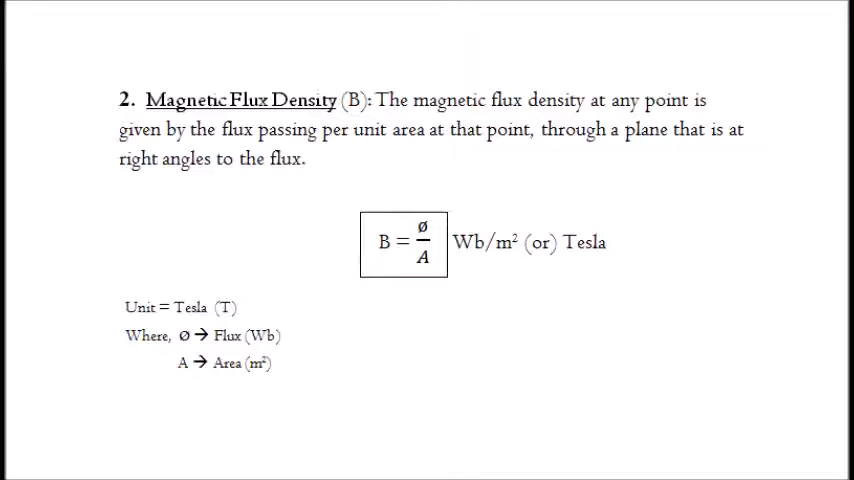 2. Magnetic Flux Density (B): The magnetic flux density at any point is
given by the flux passing per unit area at that point, through a plane that is at
right angles to the flux.
B = ø/A Wb/m² (or) Tesla
Unit = Tesla (T)
Where, ø → Flux (Wb)
A → Area (m²)